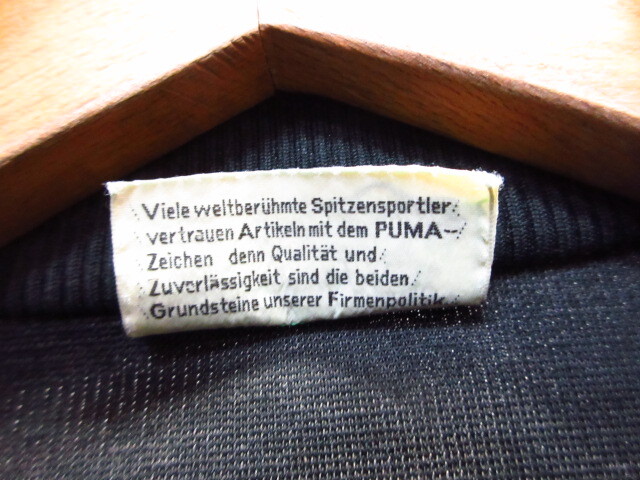 Viele weltberühmte Spitzensportler
vertrauen Artikeln mit dem PUMA-
Zeichen denn Qualität und
Zuverlässigkeit sind die beiden
Grundsteine unserer Firmenpolitik